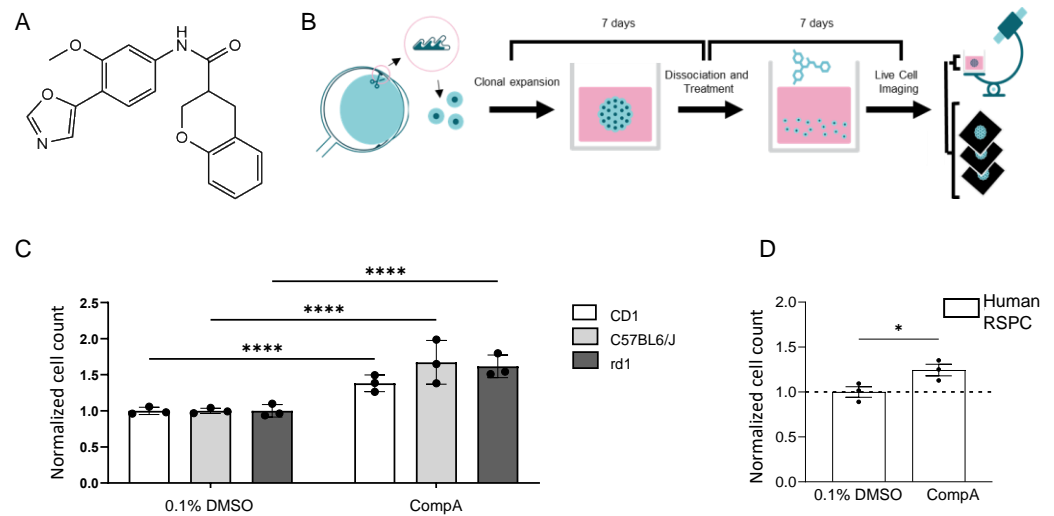 A
O
NH
O
O
N
O
B
7 days
7 days
Clonal expansion
Dissociation and
Treatment
Live Cell
Imaging
C
****
****
****
Normalized cell count
2.5
2.0
1.5
1.0
0.5
0.0
0.1% DMSO
CompA
CD1
C57BL6/J
rd1
D
Human
RSPC
*
Normalized cell count
2.0
1.5
1.0
0.5
0.0
0.1% DMSO
CompA